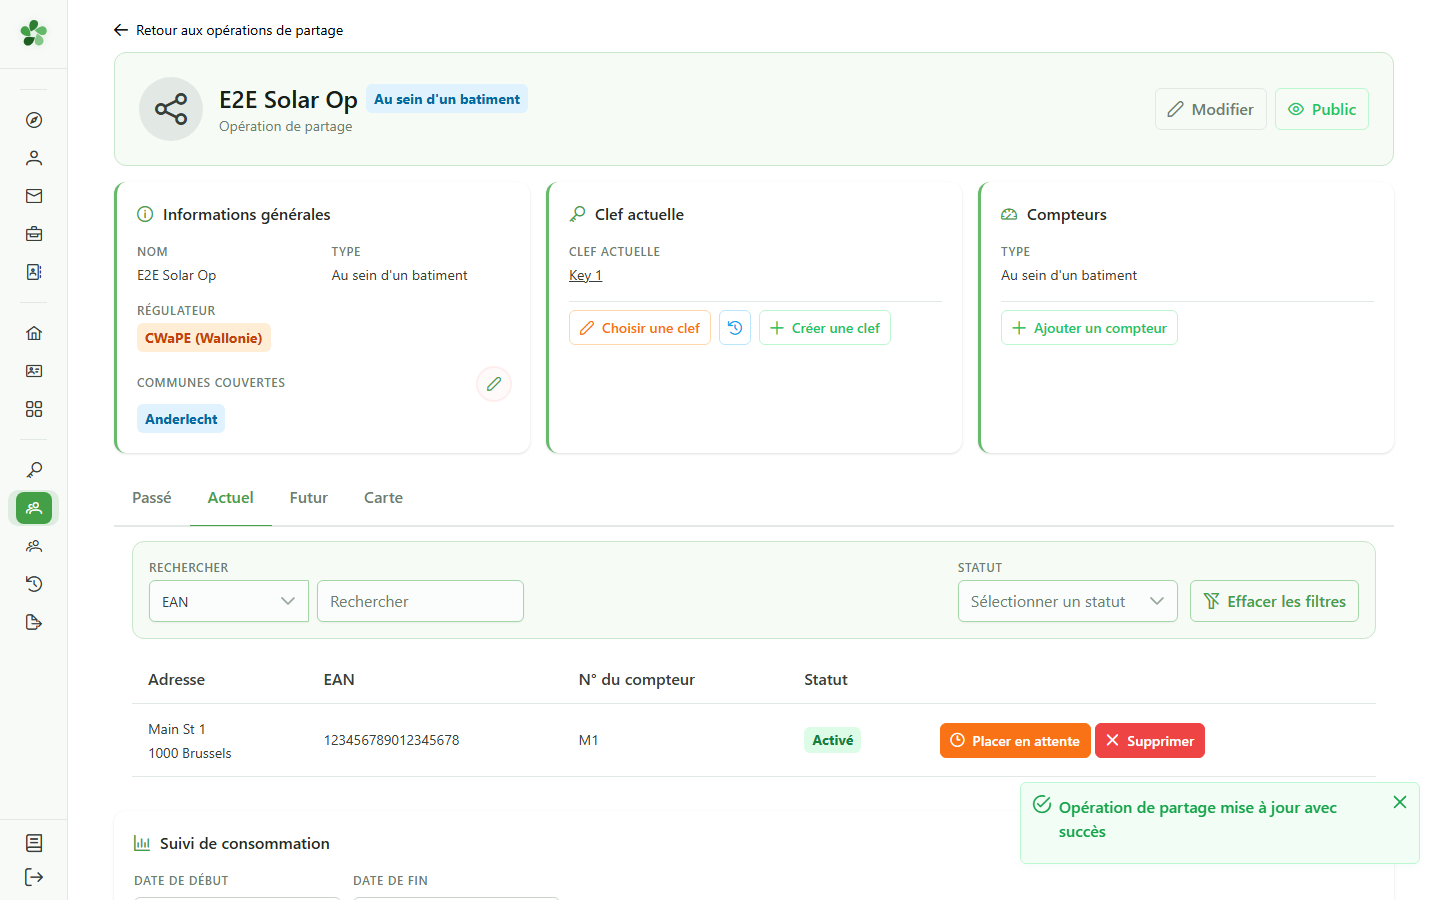 Retour aux opérations de partage
E2E Solar Op
Au sein d'un batiment
Opération de partage
Modifier
Public
Informations générales
NOM
TYPE
E2E Solar Op
Au sein d'un batiment
RÉGULATEUR
CWaPE (Wallonie)
COMMUNES COUVERTES
Anderlecht
Clef actuelle
CLEF ACTUELLE
Key 1
Choisir une clef
Créer une clef
Compteurs
TYPE
Au sein d'un batiment
Ajouter un compteur
Passé
Actuel
Futur
Carte
RECHERCHER
EAN
Rechercher
STATUT
Sélectionner un statut
Effacer les filtres
Adresse
EAN
N° du compteur
Statut
Main St 1
1000 Brussels
123456789012345678
M1
Activé
Placer en attente
Supprimer
Opération de partage mise à jour avec
succès
Suivi de consommation
DATE DE DÉBUT
DATE DE FIN